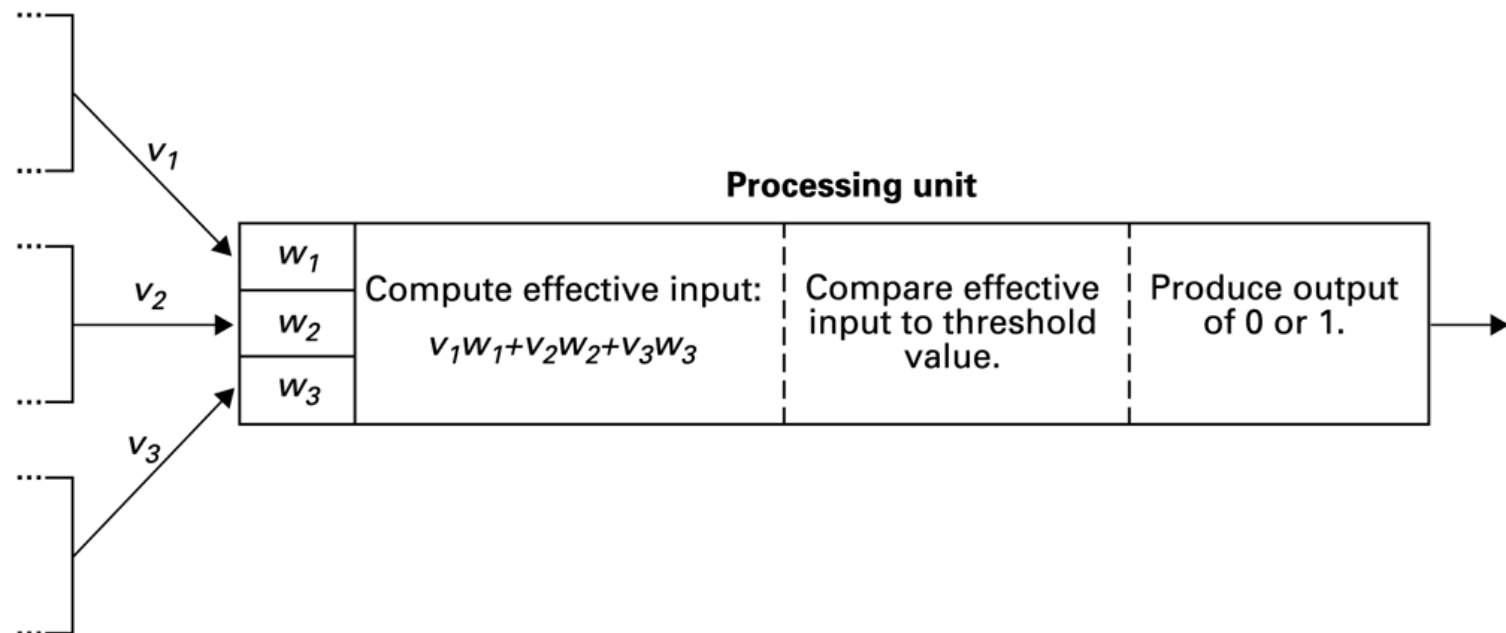 v₁
Processing unit
w₁
v₂
w₂
w₃
Compute effective input:
v₁w₁+v₂w₂+v₃w₃
Compare effective
input to threshold
value.
Produce output
of 0 or 1.
v₃